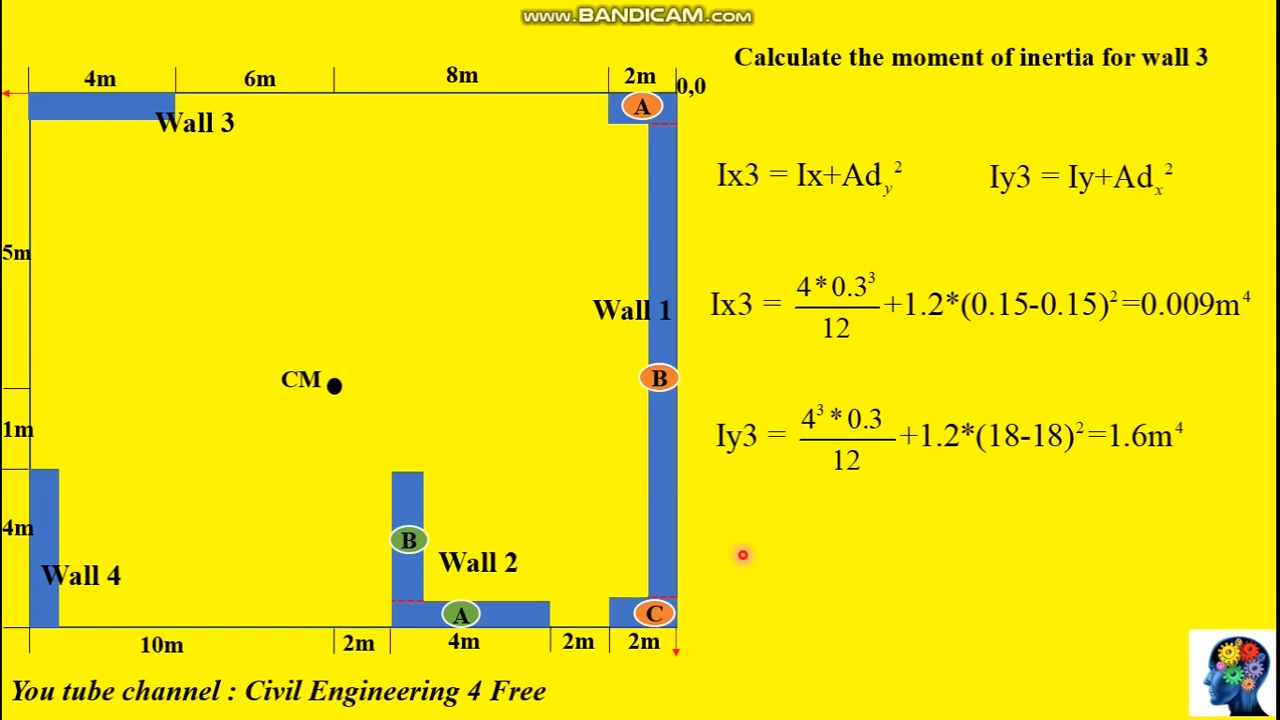 www.BANDICAM.com
Calculate the moment of inertia for wall 3
4m 6m 8m 2m 0,0
A
Wall 3
Ix3 = Ix+Ad_y² Iy3 = Iy+Ad_x²
5m
Ix3 = (4*0.3³)/12 +1.2*(0.15-0.15)²=0.009m⁴
Wall 1
CM
B
1m
Iy3 = (4³*0.3)/12 +1.2*(18-18)²=1.6m⁴
4m
B
Wall 2
Wall 4
A
C
10m 2m 4m 2m 2m
You tube channel : Civil Engineering 4 Free